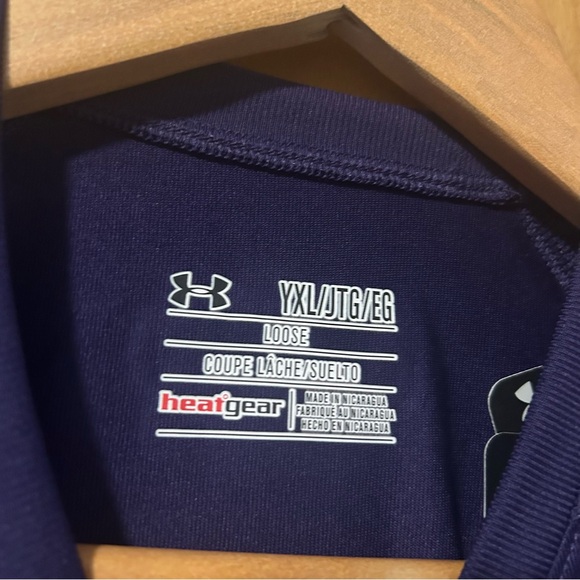 YXL/JTG/EG
LOOSE
COUPE LÂCHE/SUELTO
heatgear
MADE IN NICARAGUA
FABRIQUÉ AU NICARAGUA
HECHO EN NICARAGUA